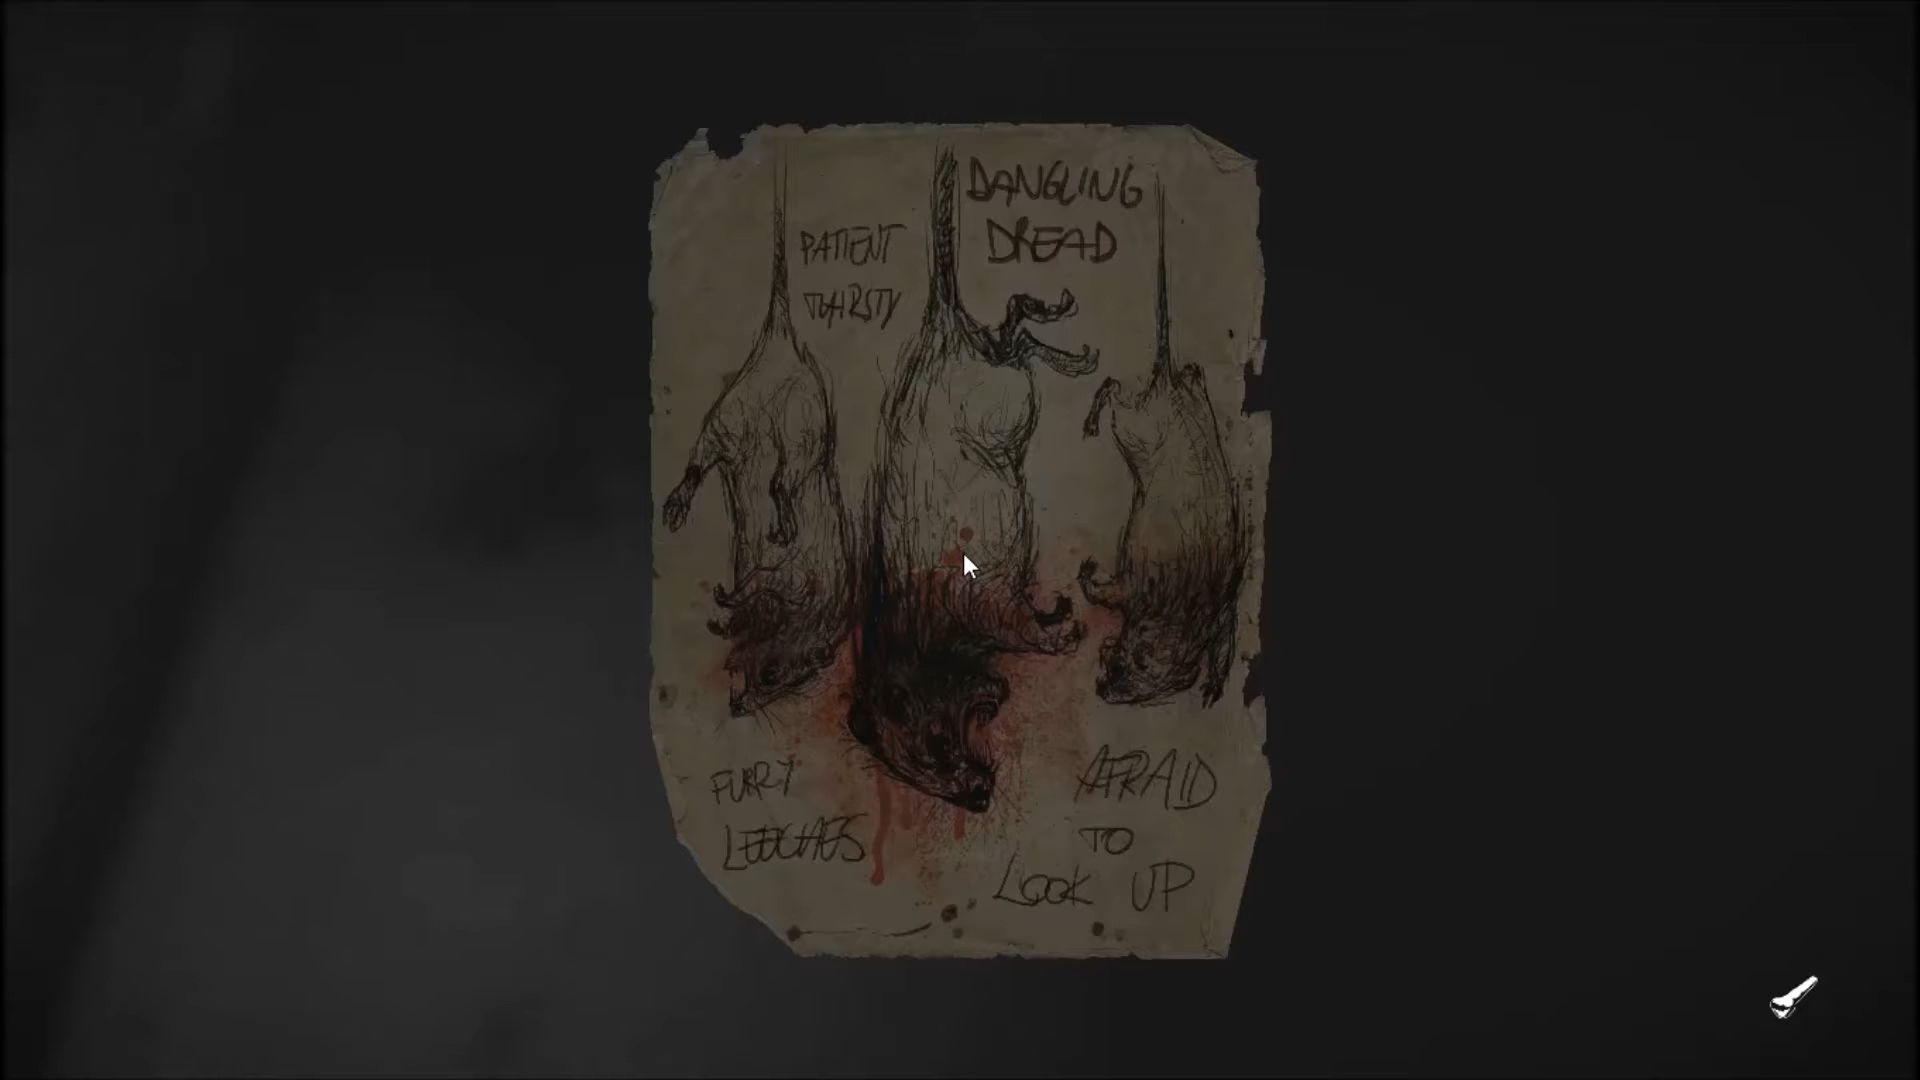 DANGLING
DREAD
PATIENT
THIRSTY
FURRY
LEECHES
AFRAID
TO
LOOK UP